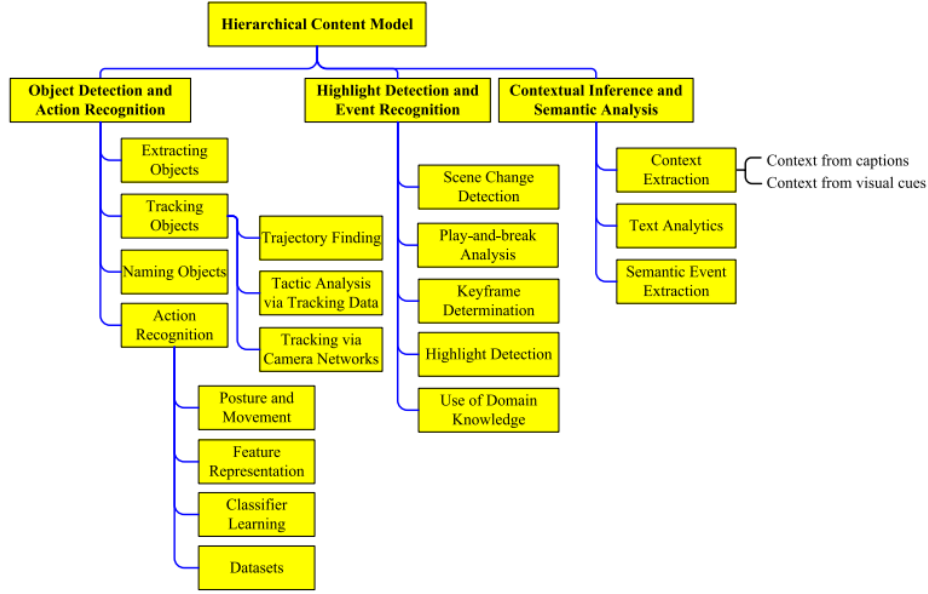 Hierarchical Content Model
Object Detection and
Action Recognition
Extracting
Objects
Tracking
Objects
Trajectory Finding
Tactic Analysis
via Tracking Data
Tracking via
Camera Networks
Naming Objects
Action
Recognition
Posture and
Movement
Feature
Representation
Classifier
Learning
Datasets
Highlight Detection and
Event Recognition
Scene Change
Detection
Play-and-break
Analysis
Keyframe
Determination
Highlight Detection
Use of Domain
Knowledge
Contextual Inference and
Semantic Analysis
Context
Extraction
Context from captions
Context from visual cues
Text Analytics
Semantic Event
Extraction